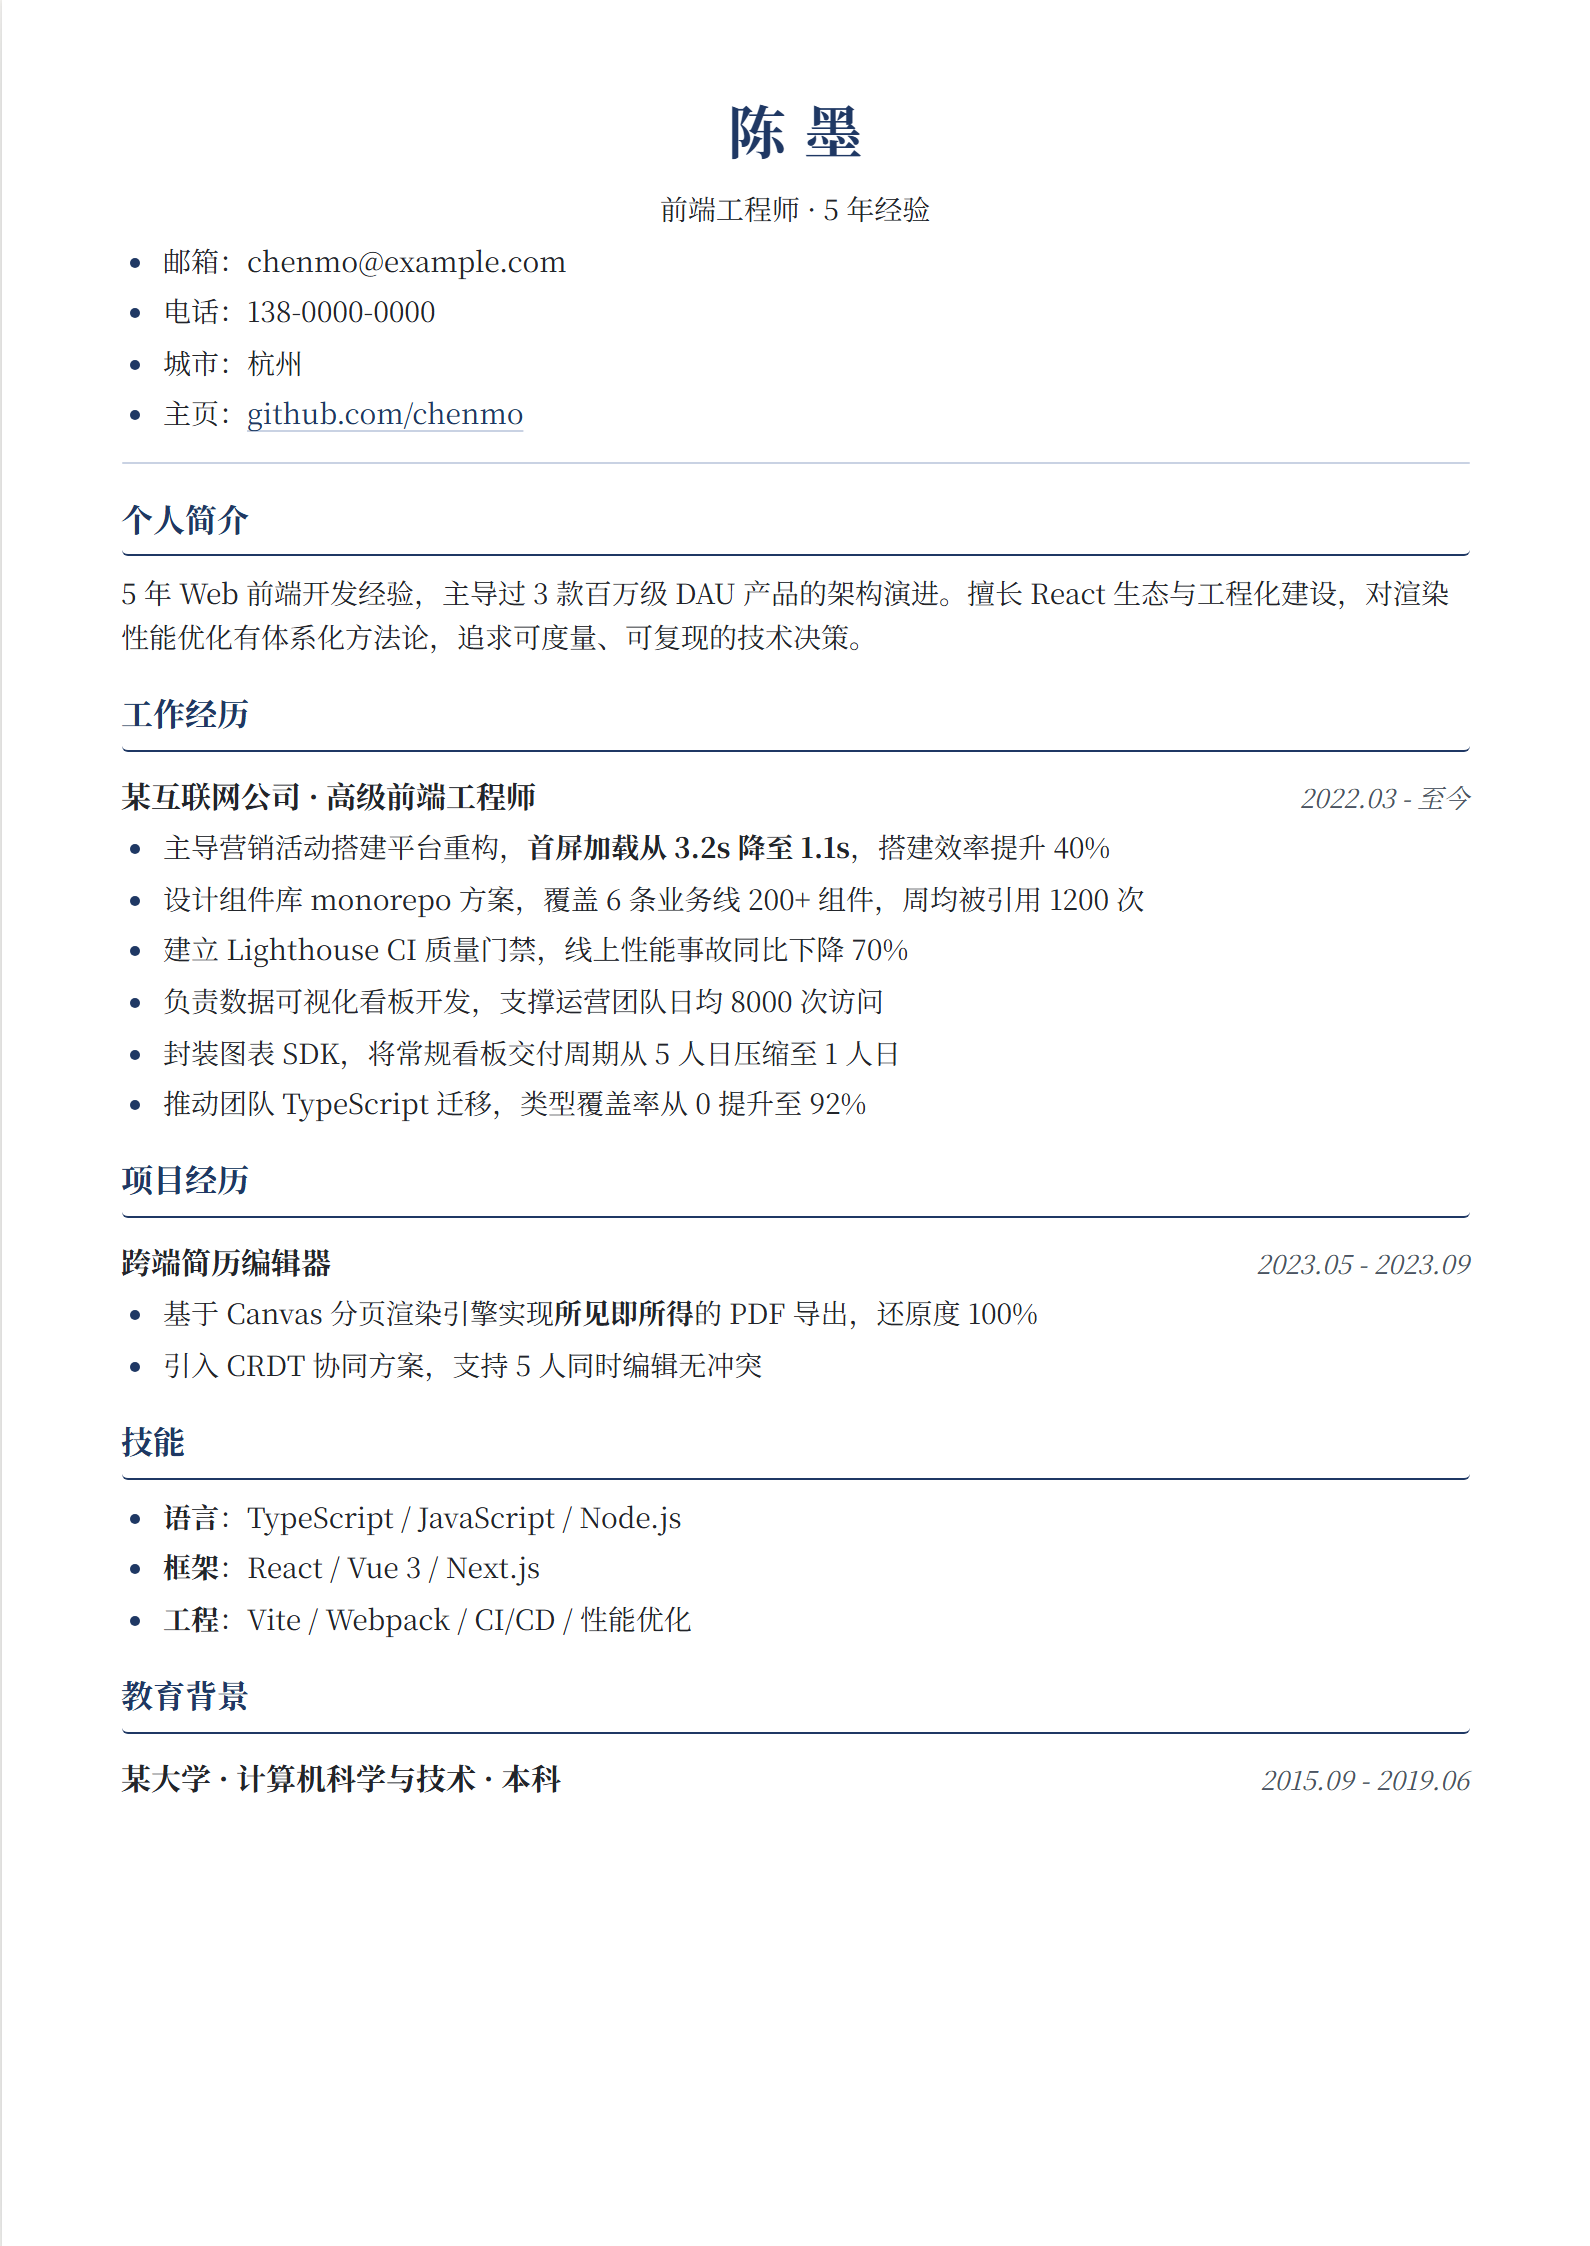 陈 墨
前端工程师 · 5 年经验
邮箱：chenmo@example.com
电话：138-0000-0000
城市：杭州
主页：github.com/chenmo
个人简介
5 年 Web 前端开发经验，主导过 3 款百万级 DAU 产品的架构演进。擅长 React 生态与工程化建设，对渲染
性能优化有体系化方法论，追求可度量、可复现的技术决策。
工作经历
某互联网公司 · 高级前端工程师 2022.03 - 至今
主导营销活动搭建平台重构，首屏加载从 3.2s 降至 1.1s，搭建效率提升 40%
设计组件库 monorepo 方案，覆盖 6 条业务线 200+ 组件，周均被引用 1200 次
建立 Lighthouse CI 质量门禁，线上性能事故同比下降 70%
负责数据可视化看板开发，支撑运营团队日均 8000 次访问
封装图表 SDK，将常规看板交付周期从 5 人日压缩至 1 人日
推动团队 TypeScript 迁移，类型覆盖率从 0 提升至 92%
项目经历
跨端简历编辑器 2023.05 - 2023.09
基于 Canvas 分页渲染引擎实现所见即所得的 PDF 导出，还原度 100%
引入 CRDT 协同方案，支持 5 人同时编辑无冲突
技能
语言：TypeScript / JavaScript / Node.js
框架：React / Vue 3 / Next.js
工程：Vite / Webpack / CI/CD / 性能优化
教育背景
某大学 · 计算机科学与技术 · 本科 2015.09 - 2019.06